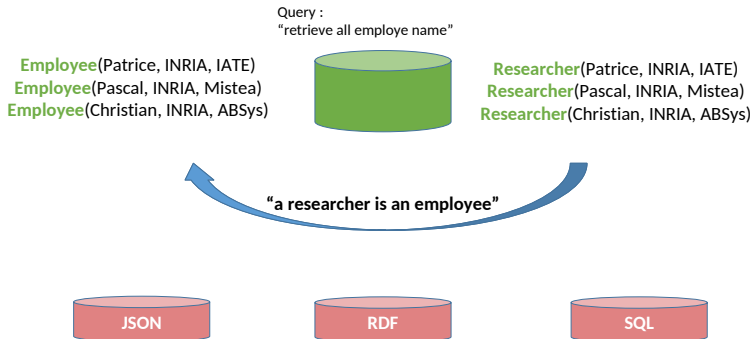 Query :
“retrieve all employe name”
Employee(Patrice, INRIA, IATE)
Employee(Pascal, INRIA, Mistea)
Employee(Christian, INRIA, ABSys)
Researcher(Patrice, INRIA, IATE)
Researcher(Pascal, INRIA, Mistea)
Researcher(Christian, INRIA, ABSys)
“a researcher is an employee”
JSON
RDF
SQL